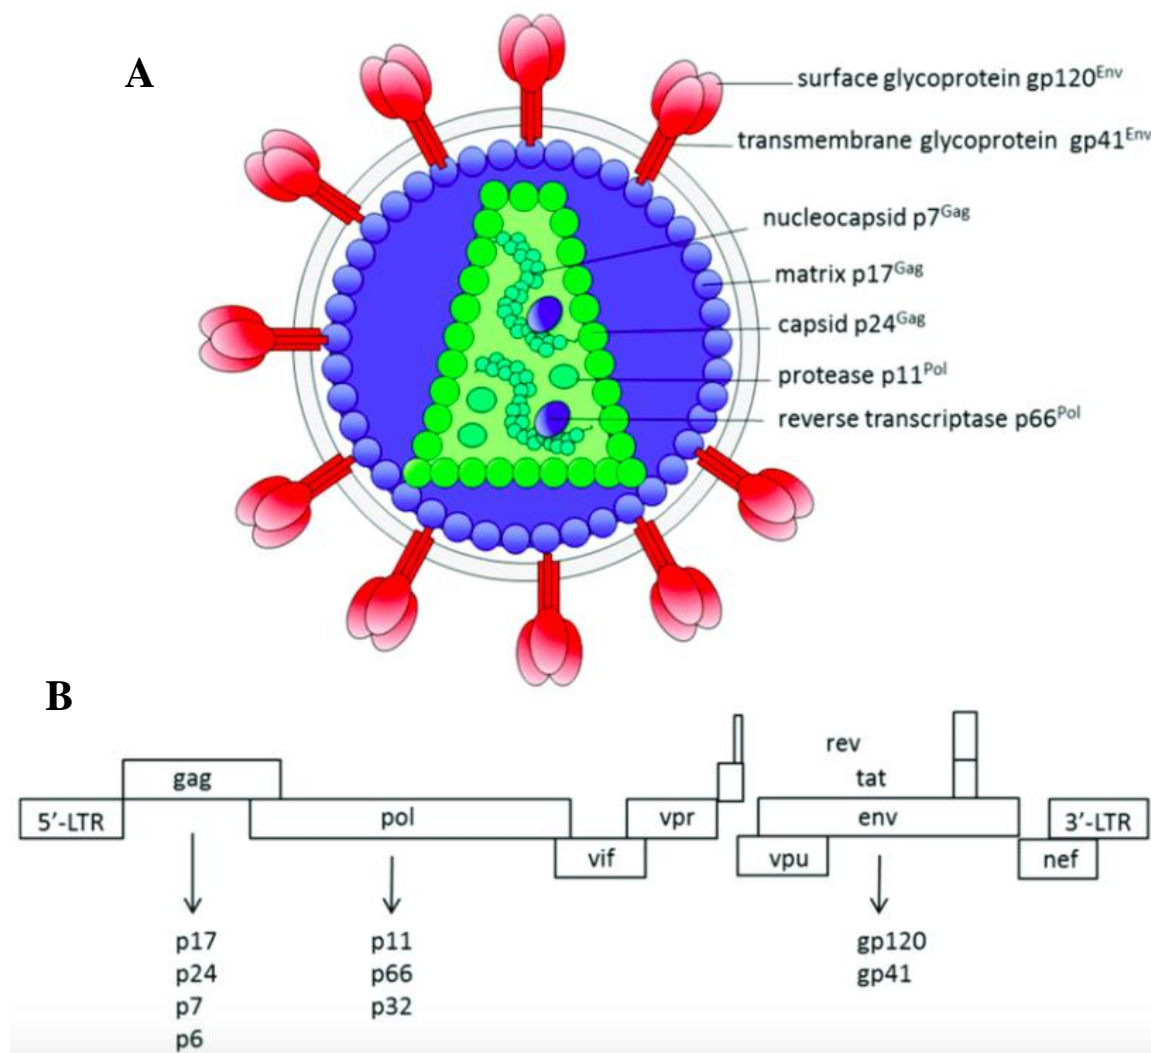 A
surface glycoprotein gp120Env
transmembrane glycoprotein gp41Env
nucleocapsid p7Gag
matrix p17Gag
capsid p24Gag
protease p11Pol
reverse transcriptase p66Pol
B
rev
gag
tat
5’-LTR
pol
vpr
env
3’-LTR
vif
vpu
nef
p17
p11
gp120
p24
p66
gp41
p7
p32
p6